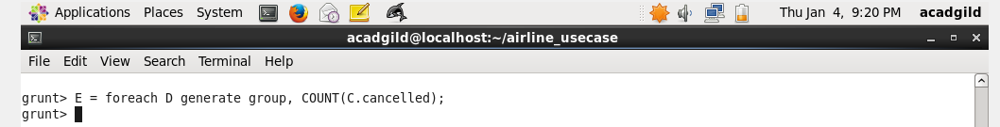 Applications Places System Thu Jan 4, 9:20 PM acadgild
acadgild@localhost:~/airline_usecase
File Edit View Search Terminal Help
grunt> E = foreach D generate group, COUNT(C.cancelled);
grunt>